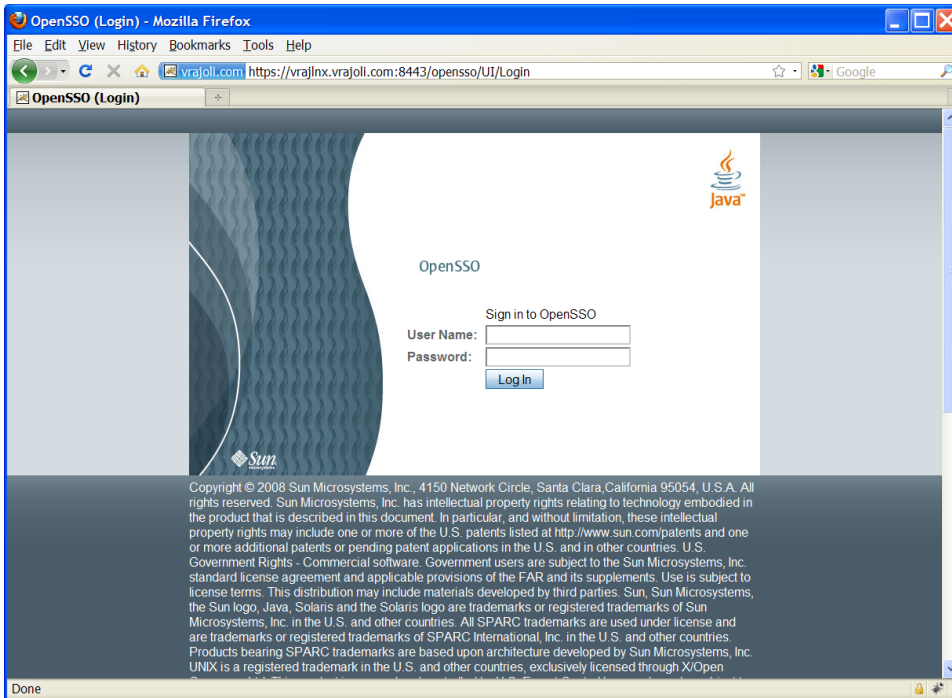 OpenSSO (Login) - Mozilla Firefox
File Edit View History Bookmarks Tools Help
vrajoli.com https://vrajlnx.vrajoli.com:8443/opensso/UI/Login
Google
OpenSSO (Login)
Java™
OpenSSO
Sign in to OpenSSO
User Name:
Password:
Log In
Sun
microsystems
Copyright © 2008 Sun Microsystems, Inc., 4150 Network Circle, Santa Clara,California 95054, U.S.A. All
rights reserved. Sun Microsystems, Inc. has intellectual property rights relating to technology embodied in
the product that is described in this document. In particular, and without limitation, these intellectual
property rights may include one or more of the U.S. patents listed at http://www.sun.com/patents and one
or more additional patents or pending patent applications in the U.S. and in other countries. U.S.
Government Rights - Commercial software. Government users are subject to the Sun Microsystems, Inc.
standard license agreement and applicable provisions of the FAR and its supplements. Use is subject to
license terms. This distribution may include materials developed by third parties. Sun, Sun Microsystems,
the Sun logo, Java, Solaris and the Solaris logo are trademarks or registered trademarks of Sun
Microsystems, Inc. in the U.S. and other countries. All SPARC trademarks are used under license and
are trademarks or registered trademarks of SPARC International, Inc. in the U.S. and other countries.
Products bearing SPARC trademarks are based upon architecture developed by Sun Microsystems, Inc.
UNIX is a registered trademark in the U.S. and other countries, exclusively licensed through X/Open
Done